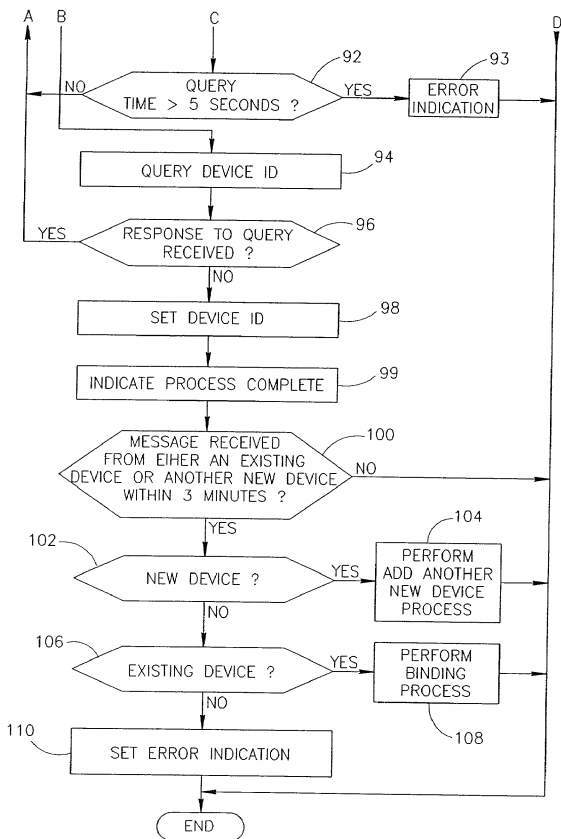 A B C D
92
93
NO
QUERY
TIME > 5 SECONDS ?
YES
ERROR
INDICATION
94
QUERY DEVICE ID
96
YES
RESPONSE TO QUERY
RECEIVED ?
NO
98
SET DEVICE ID
99
INDICATE PROCESS COMPLETE
100
MESSAGE RECEIVED
FROM EIHER AN EXISTING
DEVICE OR ANOTHER NEW DEVICE
WITHIN 3 MINUTES ?
NO
YES
102
104
NEW DEVICE ?
YES
PERFORM
ADD ANOTHER
NEW DEVICE
PROCESS
NO
106
EXISTING DEVICE ?
YES
PERFORM
BINDING
PROCESS
NO
108
110
SET ERROR INDICATION
END